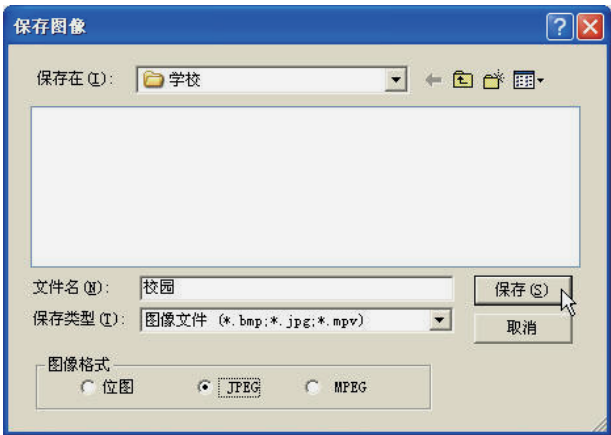 保存图像
保存在(I): 学校
文件名(N): 校园 保存(S)
保存类型(T): 图像文件 (*.bmp;*.jpg;*.mpv) 取消
图像格式
位图 JPEG MPEG